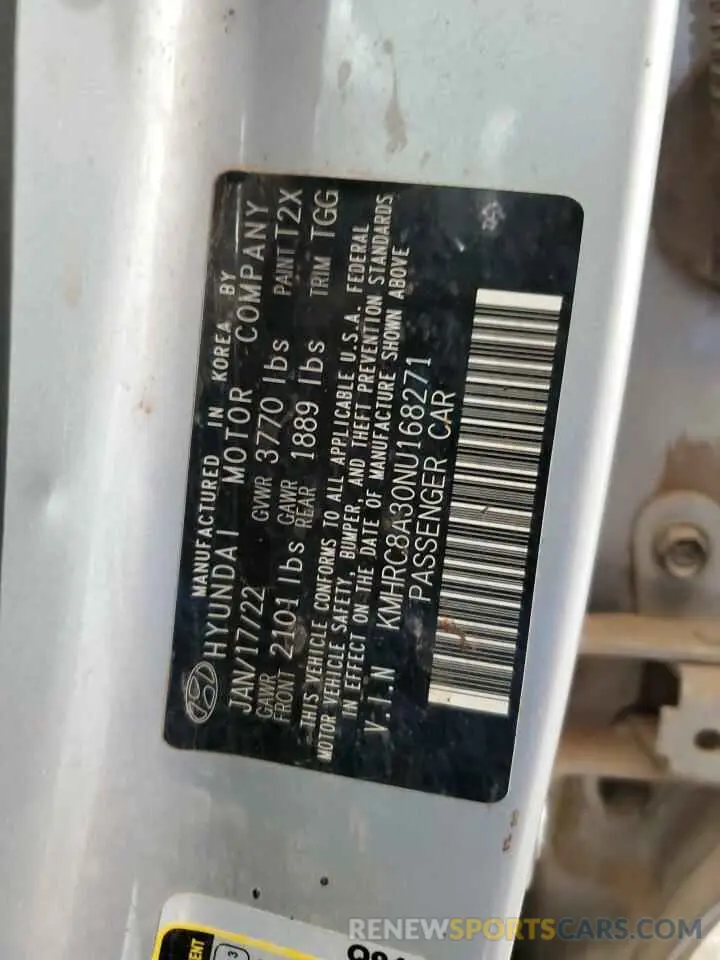 MANUFACTURED IN KOREA BY
HYUNDAI MOTOR COMPANY
JAN/17/22 GVWR 3770 lbs PAINT T2X
GAWR FRONT 2101 lbs GAWR REAR 1889 lbs TRIM TGG
THIS VEHICLE CONFORMS TO ALL APPLICABLE U.S.A. FEDERAL
MOTOR VEHICLE SAFETY, BUMPER, AND THEFT PREVENTION STANDARDS
IN EFFECT ON THE DATE OF MANUFACTURE SHOWN ABOVE
V.I.N KMHRC8A30NU168271
PASSENGER CAR
RENEWSPORTSCARS.COM